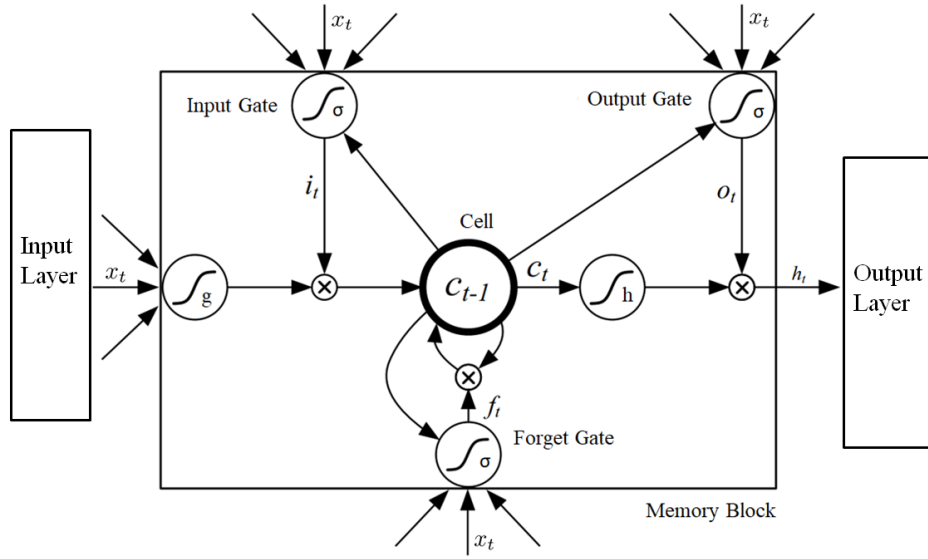 x_t
x_t
Input Gate
σ
Output Gate
σ
i_t
o_t
Cell
Input
Layer
x_t
g
c_{t-1}
c_t
h
h_t
Output
Layer
f_t
Forget Gate
σ
Memory Block
x_t